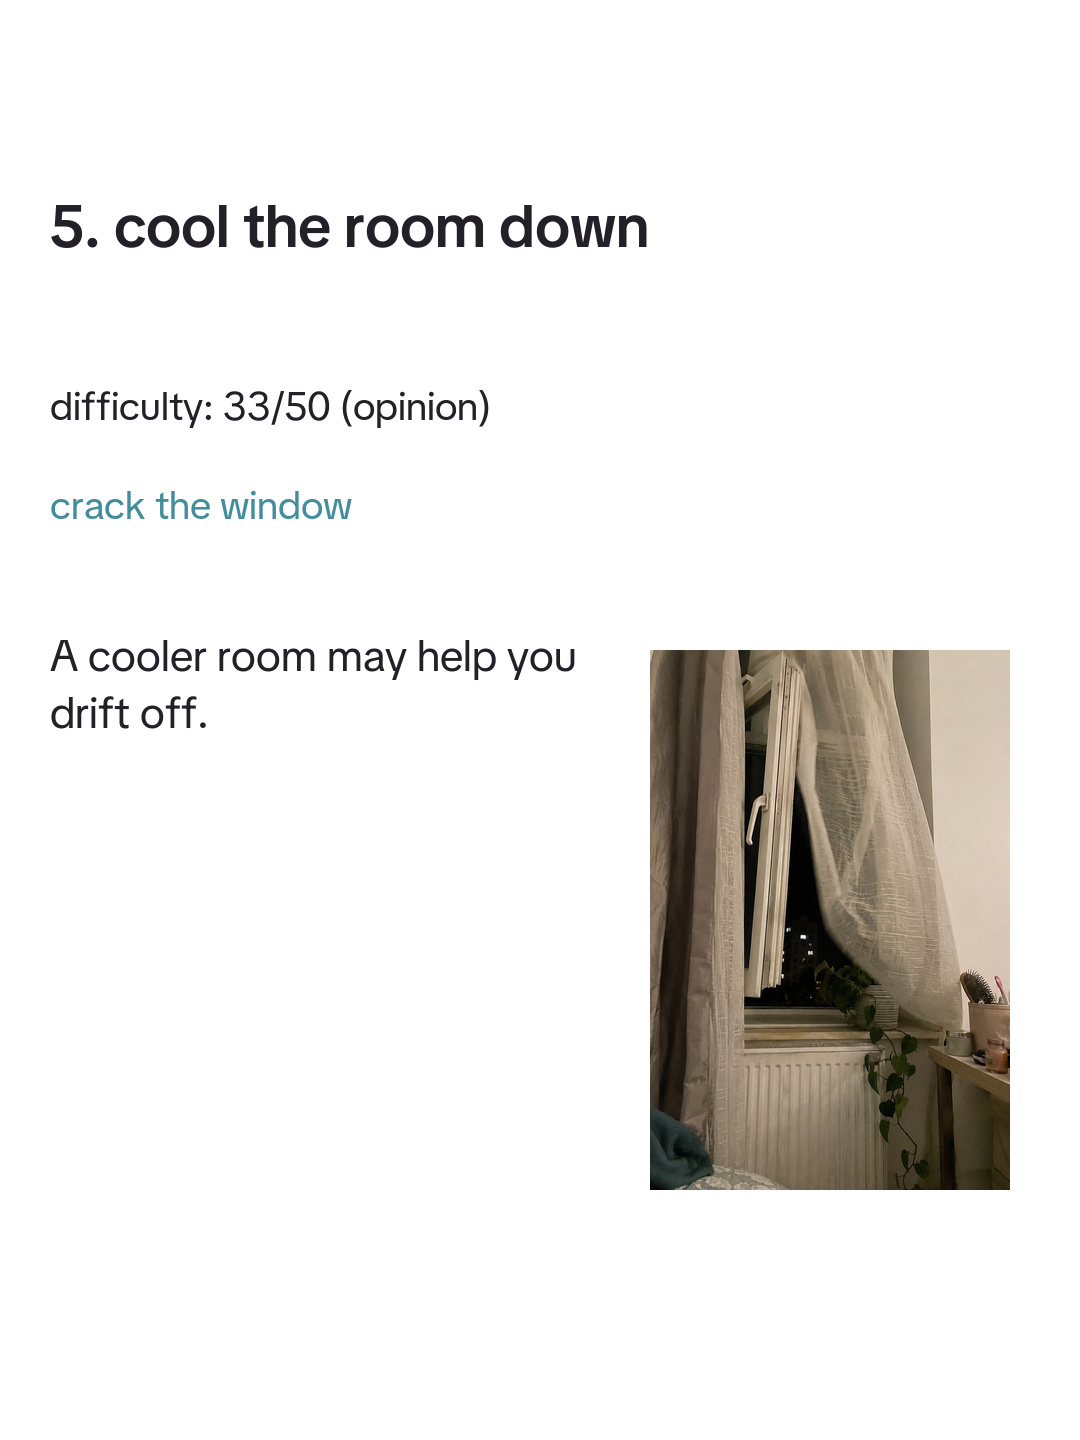 5. cool the room down
difficulty: 33/50 (opinion)
crack the window
A cooler room may help you
drift off.